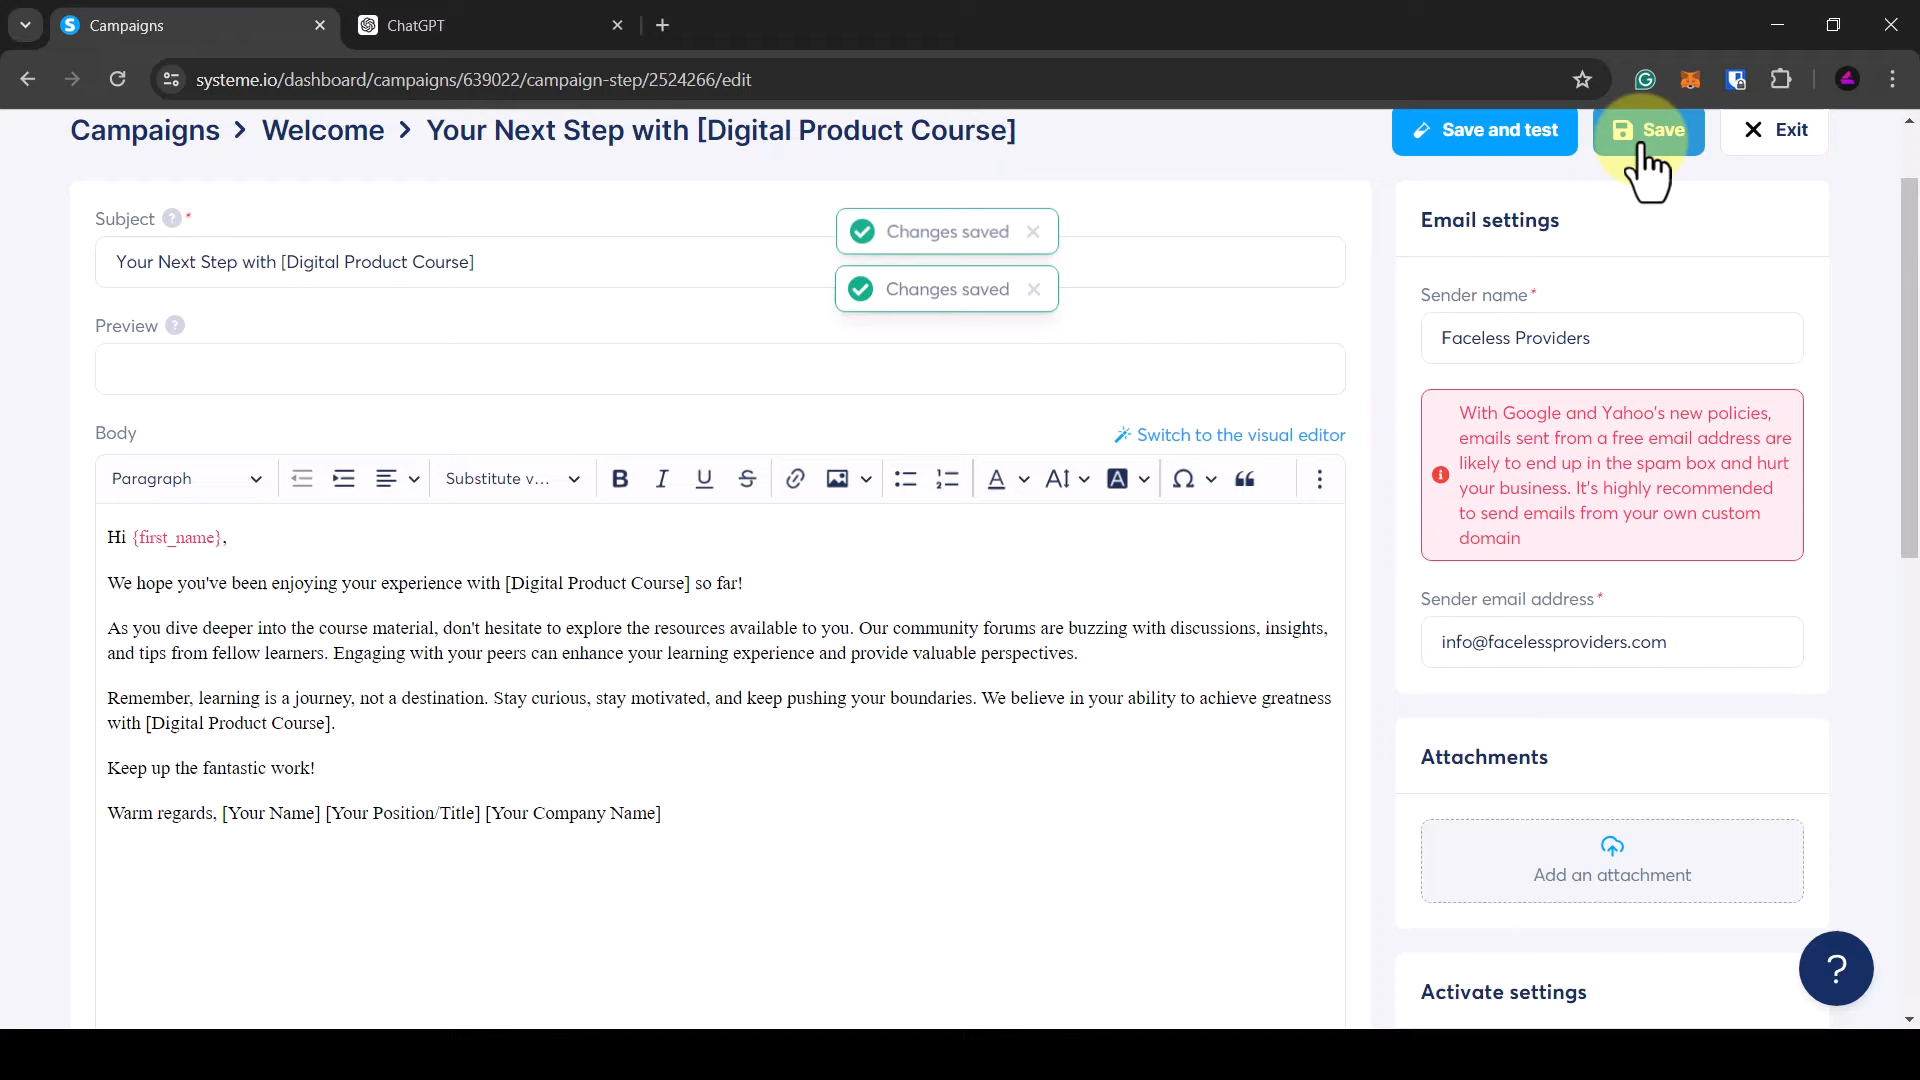 Campaigns
ChatGPT
systeme.io/dashboard/campaigns/639022/campaign-step/2524266/edit
Campaigns > Welcome > Your Next Step with [Digital Product Course]
Save and test
Save
Exit
Subject ? *
Your Next Step with [Digital Product Course]
Changes saved
Changes saved
Preview ?
Body
Switch to the visual editor
Paragraph
Substitute v...
Hi {first_name},
We hope you've been enjoying your experience with [Digital Product Course] so far!
As you dive deeper into the course material, don't hesitate to explore the resources available to you. Our community forums are buzzing with discussions, insights,
and tips from fellow learners. Engaging with your peers can enhance your learning experience and provide valuable perspectives.
Remember, learning is a journey, not a destination. Stay curious, stay motivated, and keep pushing your boundaries. We believe in your ability to achieve greatness
with [Digital Product Course].
Keep up the fantastic work!
Warm regards, [Your Name] [Your Position/Title] [Your Company Name]
Email settings
Sender name*
Faceless Providers
With Google and Yahoo's new policies,
emails sent from a free email address are
likely to end up in the spam box and hurt
your business. It's highly recommended
to send emails from your own custom
domain
Sender email address*
info@facelessproviders.com
Attachments
Add an attachment
Activate settings
?